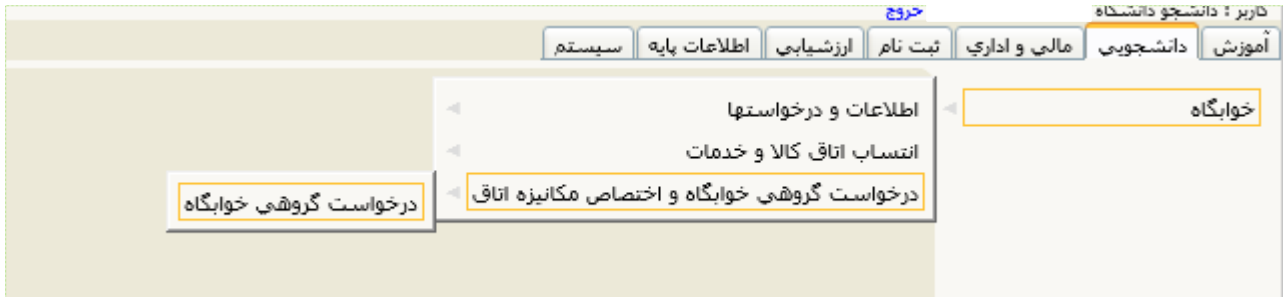 کاربر : دانشجو دانشگاه خروج
آموزش دانشجويي مالي و اداري ثبت نام ارزشيابي اطلاعات پايه سيستم
خوابگاه
اطلاعات و درخواستها
انتساب اتاق کالا و خدمات
درخواست گروهي خوابگاه و اختصاص مکانيزه اتاق
درخواست گروهي خوابگاه